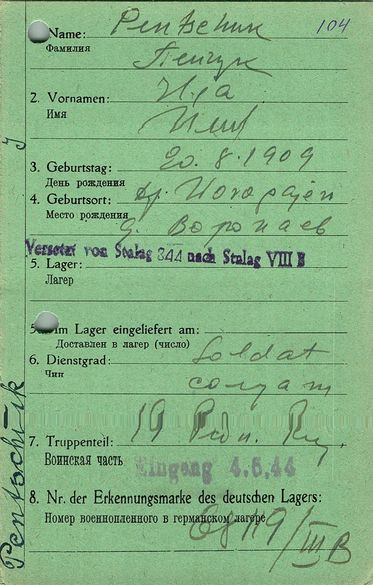 104
Name: Pentschuk
Фамилия
Пенчук
2. Vornamen: Ilja
Имя
Илья
3. Geburtstag: 20.8.1909
День рождения
4. Geburtsort:
Место рождения
Versetzt von Stalag 344 nach Stalag VIII B
5. Lager:
Лагерь
Im Lager eingeliefert am:
Доставлен в лагерь (число)
6. Dienstgrad: Soldat
Чин солдат
7. Truppenteil: 19
Воинская часть
Eingang 4.6.44
8. Nr. der Erkennungsmarke des deutschen Lagers:
Номер военнопленного в германском лагере
/III B
Pentschuk